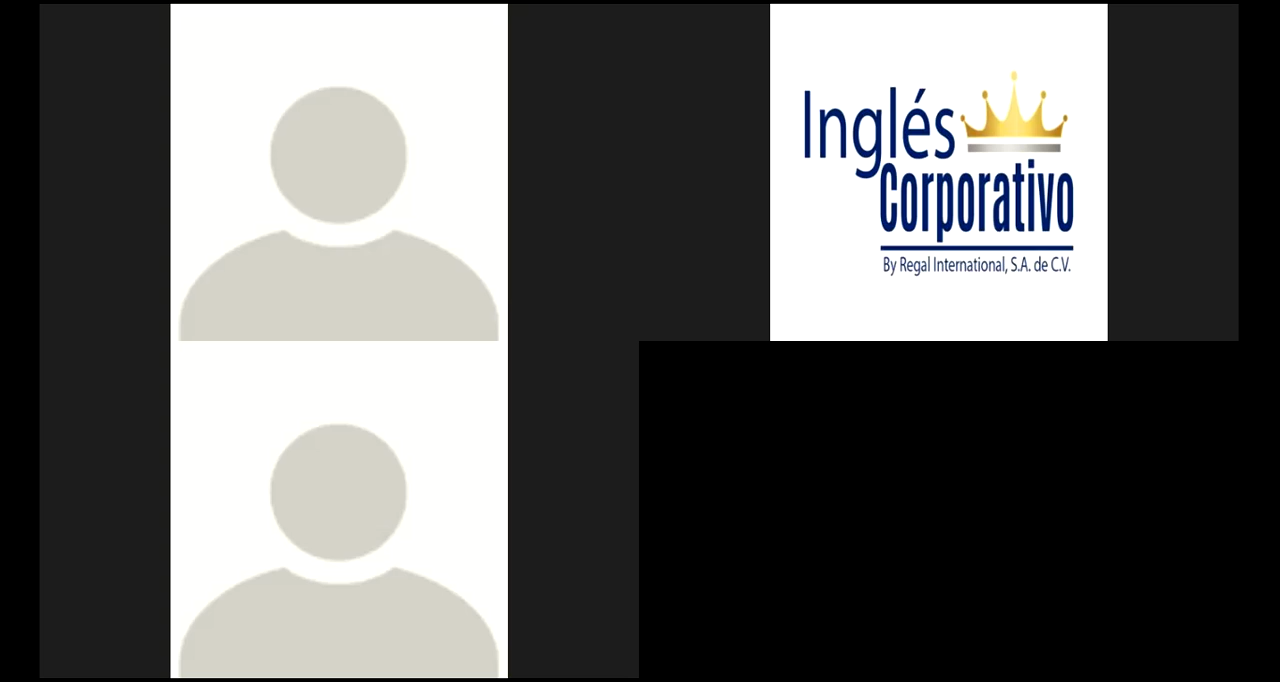 Inglés
Corporativo
By Regal International, S.A. de C.V.